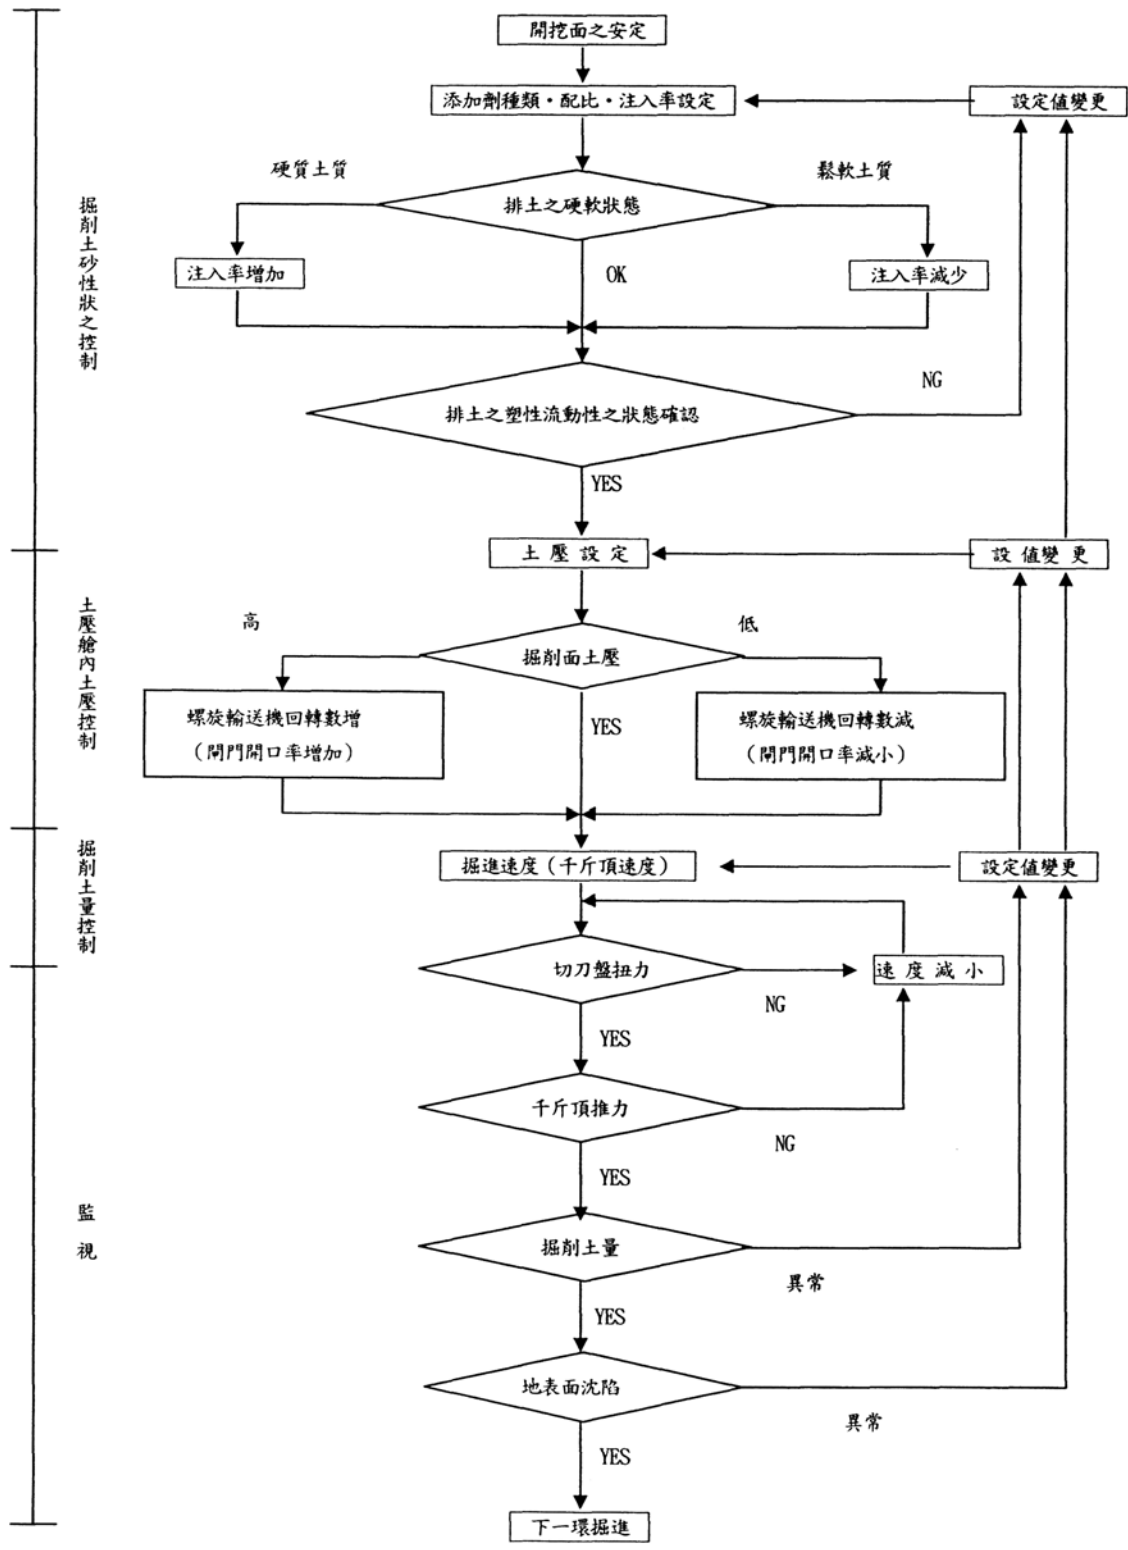 開挖面之安定
添加劑種類・配比・注入率設定
設定值變更
硬質土質
鬆軟土質
排土之硬軟狀態
掘削土砂性狀之控制
注入率增加
OK
注入率減少
NG
排土之塑性流動性之狀態確認
YES
土壓設定
設值變更
高
低
土壓艙內土壓控制
掘削面土壓
螺旋輸送機回轉數增
(閘門開口率增加)
YES
螺旋輸送機回轉數減
(閘門開口率減小)
掘削土量控制
掘進速度(千斤頂速度)
設定值變更
切刀盤扭力
速度減小
NG
YES
千斤頂推力
NG
YES
監視
掘削土量
異常
YES
地表面沈陷
異常
YES
下一環掘進